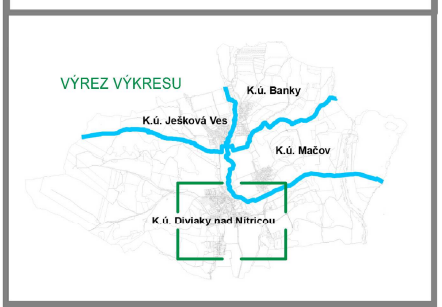 VÝREZ VÝKRESU
K.ú. Banky
K.ú. Ješková Ves
K.ú. Mačov
K.ú. Diviaky nad Nitricou